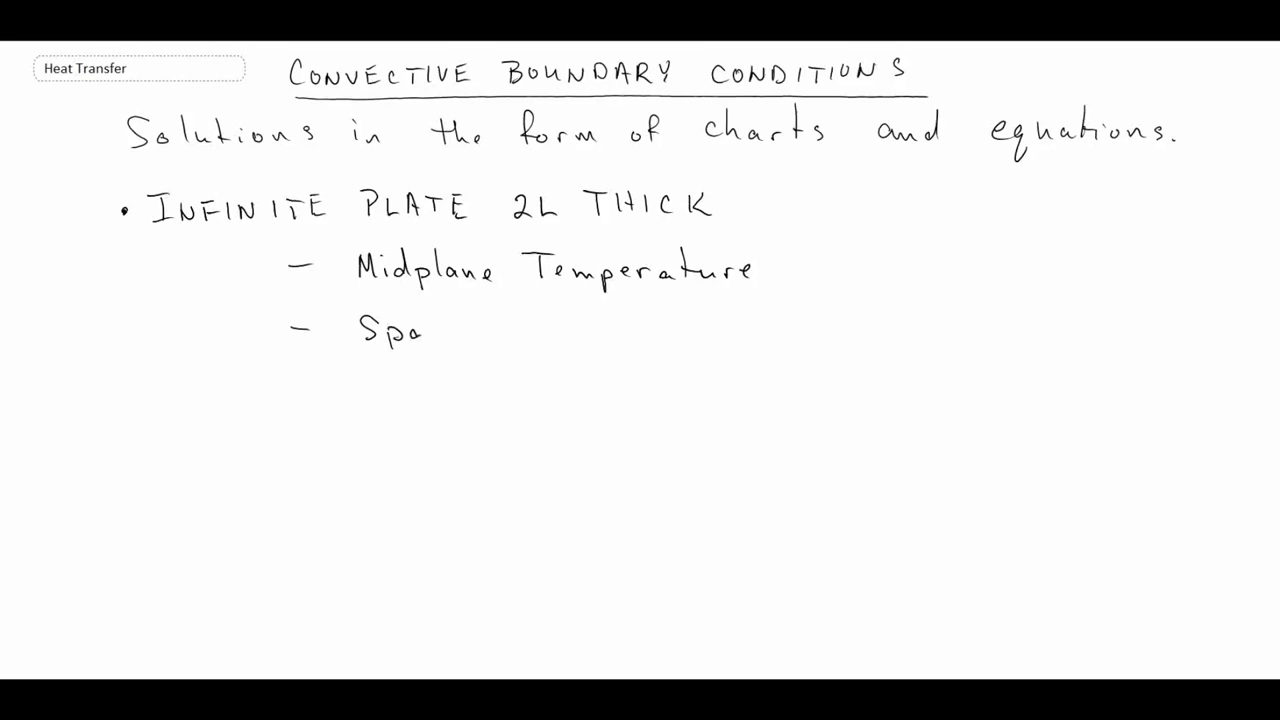 Heat Transfer
CONVECTIVE BOUNDARY CONDITIONS
Solutions in the form of charts and equations.
• INFINITE PLATE 2L THICK
– Midplane Temperature
– Spa